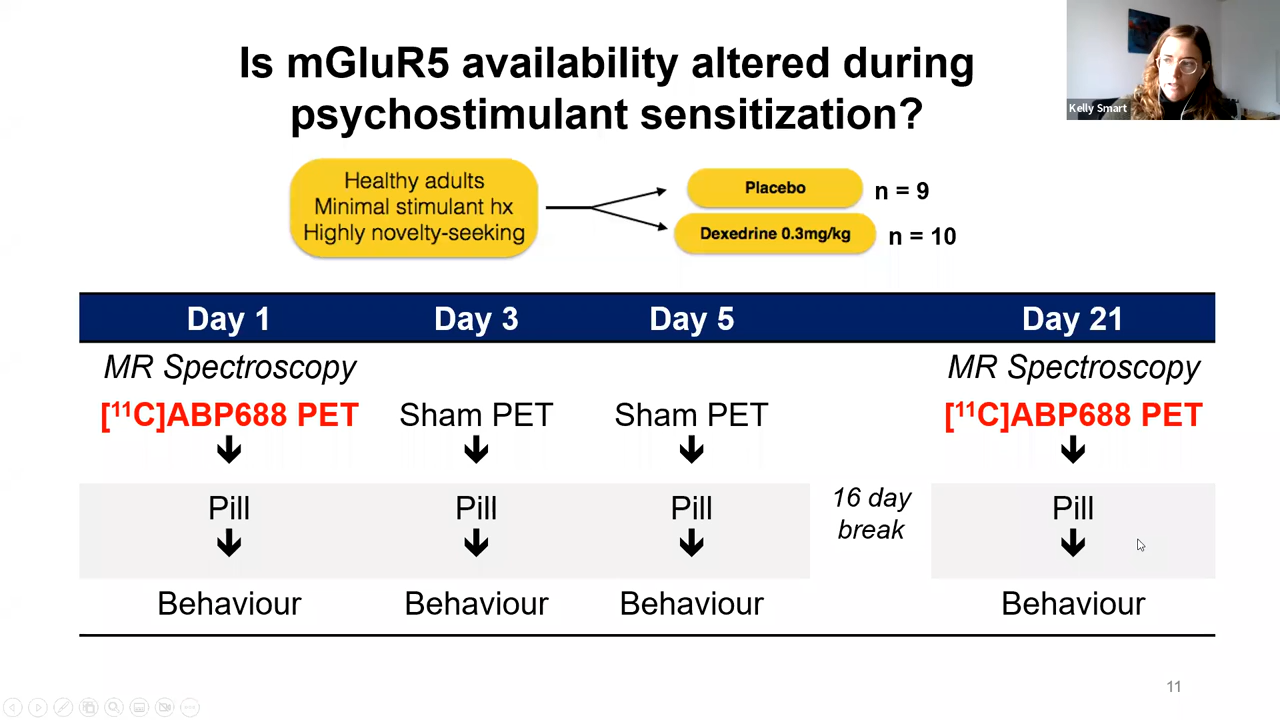 Is mGluR5 availability altered during
psychostimulant sensitization?
Kelly Smart
Healthy adults
Minimal stimulant hx
Highly novelty-seeking
Placebo
n = 9
Dexedrine 0.3mg/kg
n = 10
Day 1 Day 3 Day 5 Day 21
MR Spectroscopy MR Spectroscopy
[¹¹C]ABP688 PET Sham PET Sham PET [¹¹C]ABP688 PET
Pill Pill Pill 16 day break Pill
Behaviour Behaviour Behaviour Behaviour
11